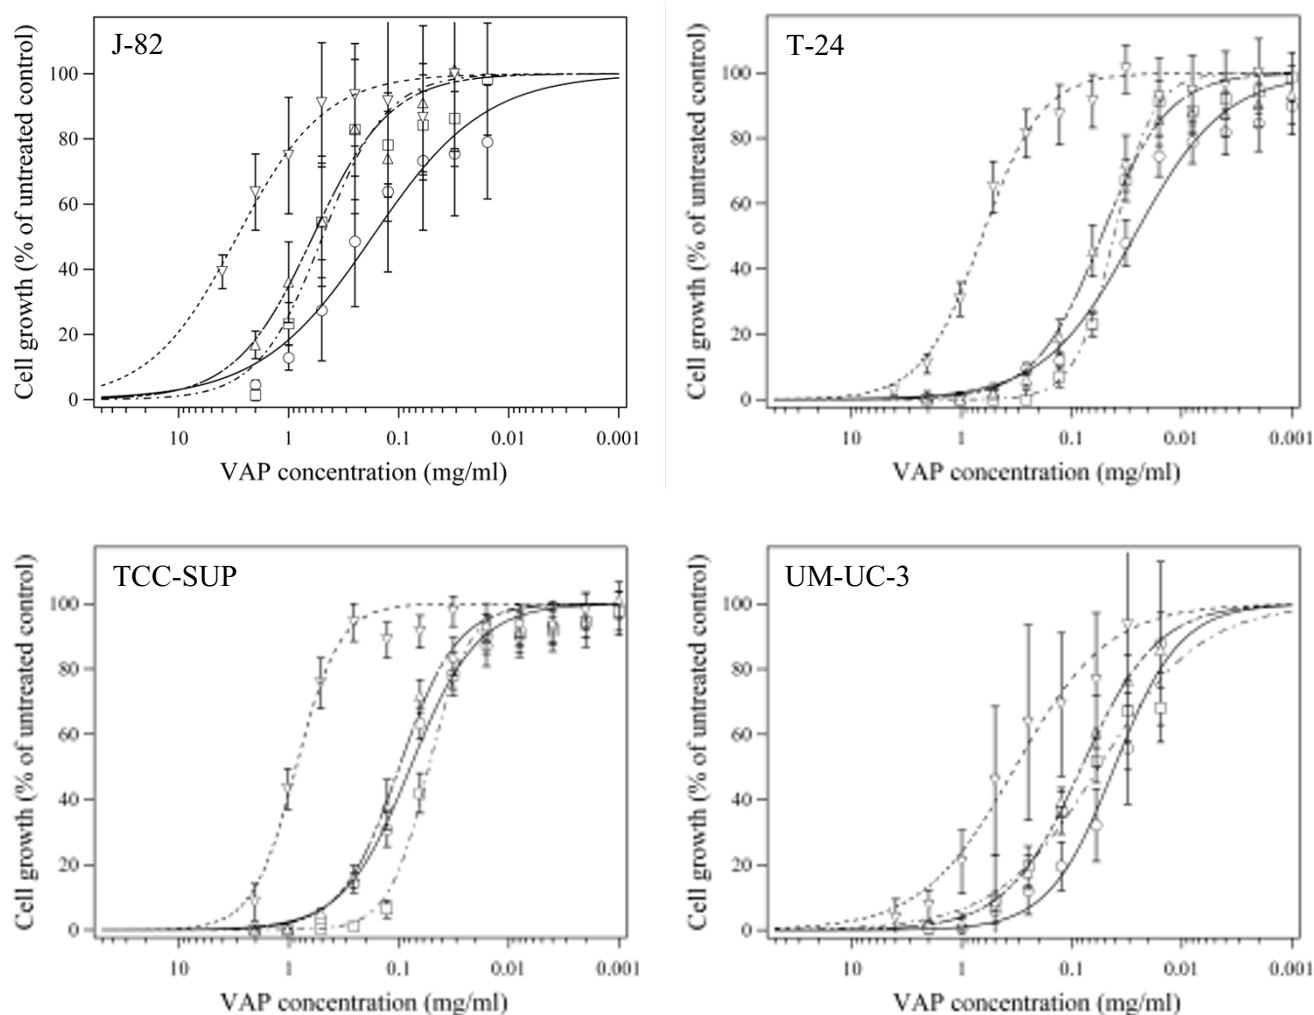 J-82
Cell growth (% of untreated control)
100
80
60
40
20
0
10 1 0.1 0.01 0.001
VAP concentration (mg/ml)
T-24
Cell growth (% of untreated control)
100
80
60
40
20
0
10 1 0.1 0.01 0.001
VAP concentration (mg/ml)
TCC-SUP
Cell growth (% of untreated control)
100
80
60
40
20
0
10 1 0.1 0.01 0.001
VAP concentration (mg/ml)
UM-UC-3
Cell growth (% of untreated control)
100
80
60
40
20
0
10 1 0.1 0.01 0.001
VAP concentration (mg/ml)